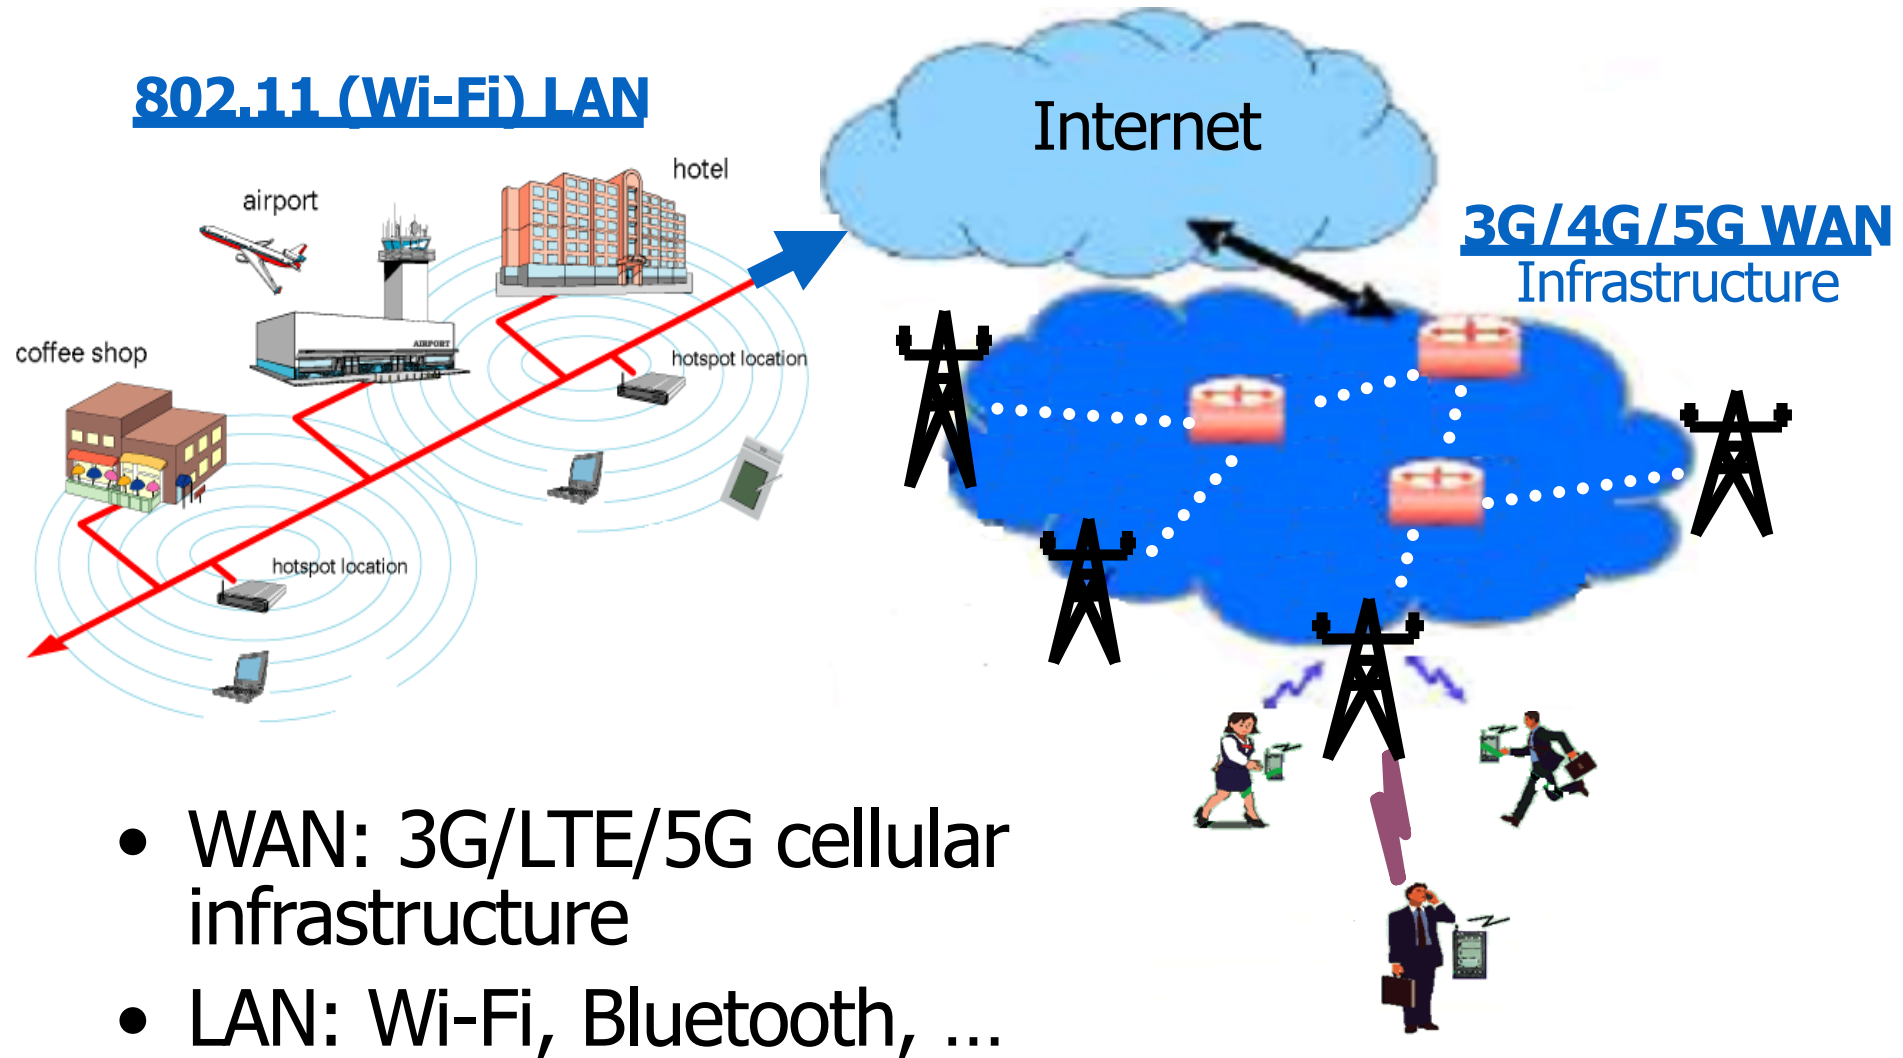 802.11 (Wi-Fi) LAN
Internet
hotel
airport
3G/4G/5G WAN
Infrastructure
AIRPORT
coffee shop
hotspot location
hotspot location
• WAN: 3G/LTE/5G cellular
infrastructure
• LAN: Wi-Fi, Bluetooth, …